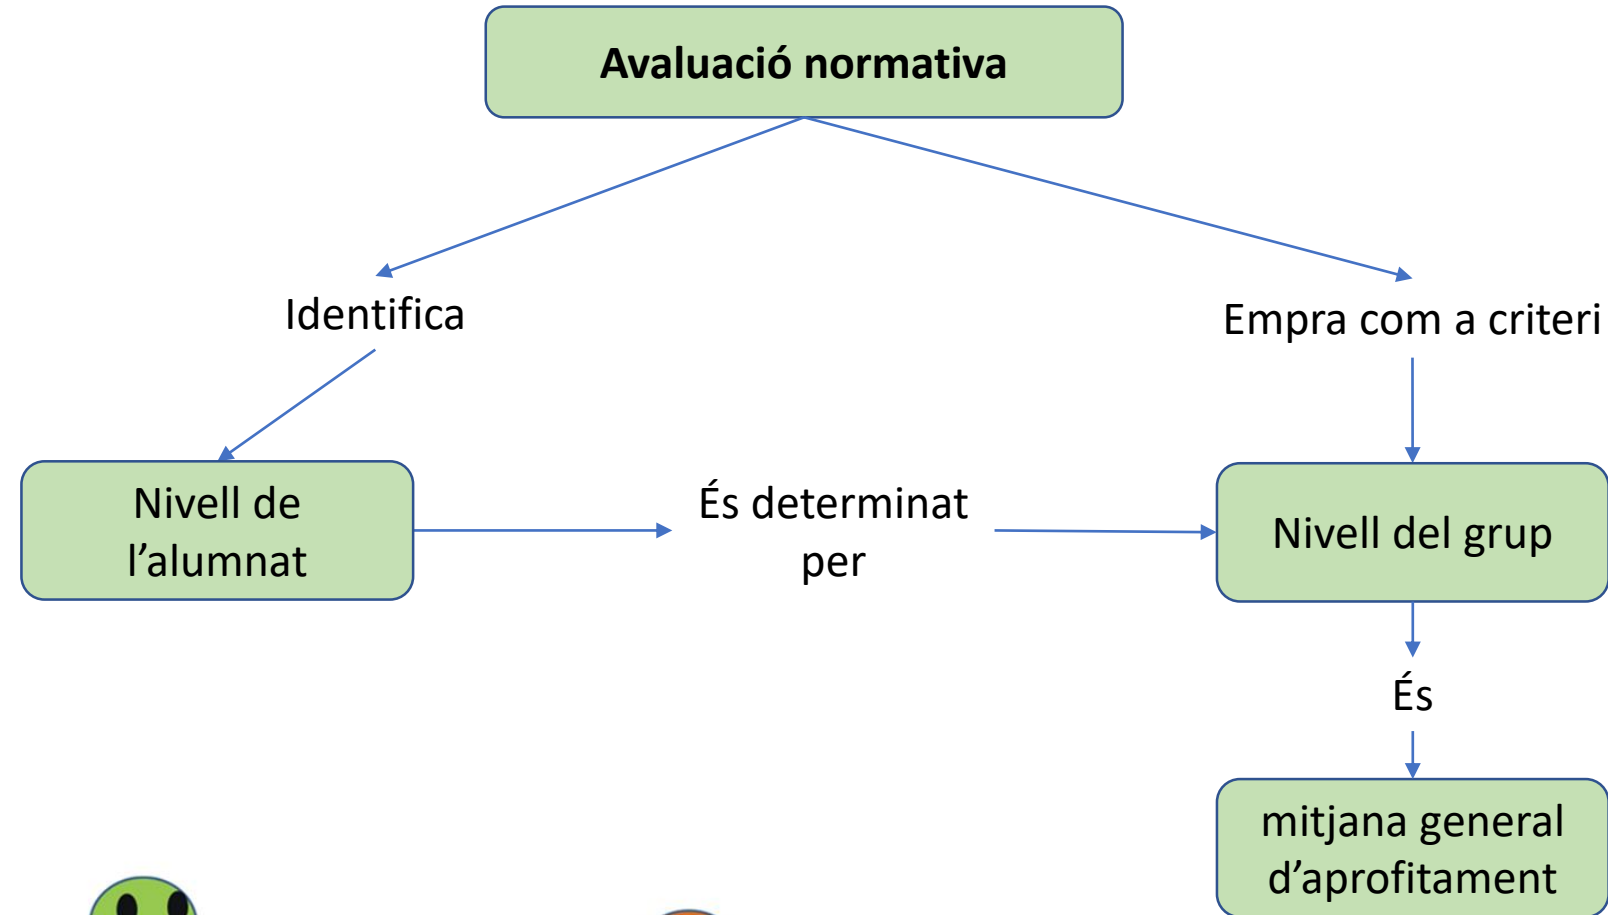 Avaluació normativa
Identifica
Empra com a criteri
Nivell de
l’alumnat
És determinat
per
Nivell del grup
És
mitjana general
d’aprofitament